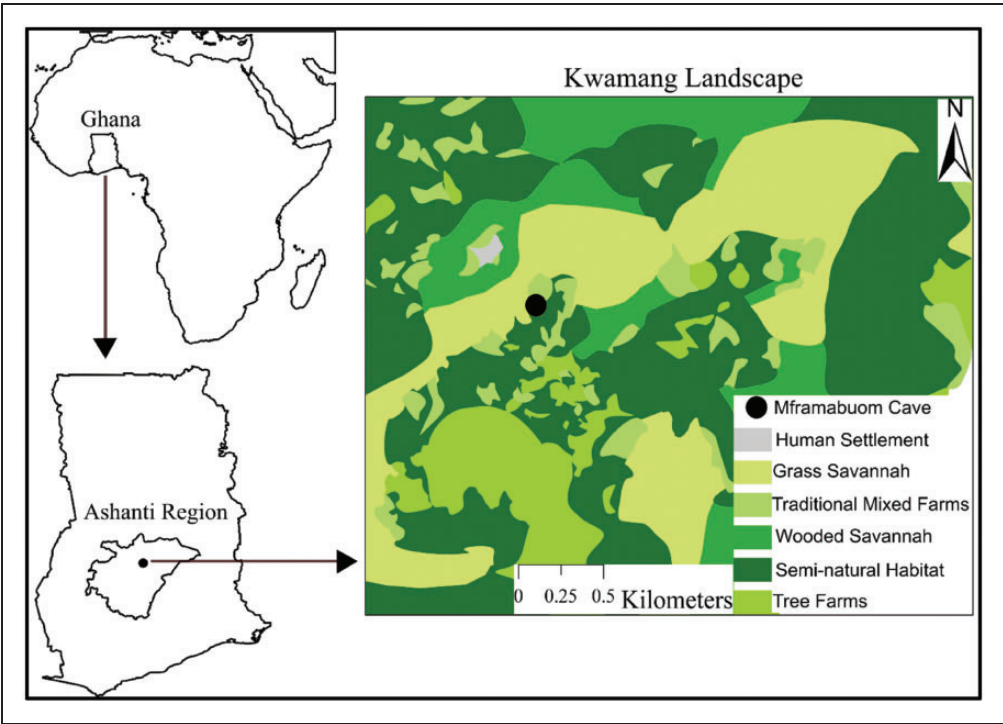 Ghana
Ashanti Region
Kwamang Landscape
N
Mframabuom Cave
Human Settlement
Grass Savannah
Traditional Mixed Farms
Wooded Savannah
Semi-natural Habitat
Tree Farms
0 0.25 0.5 Kilometers